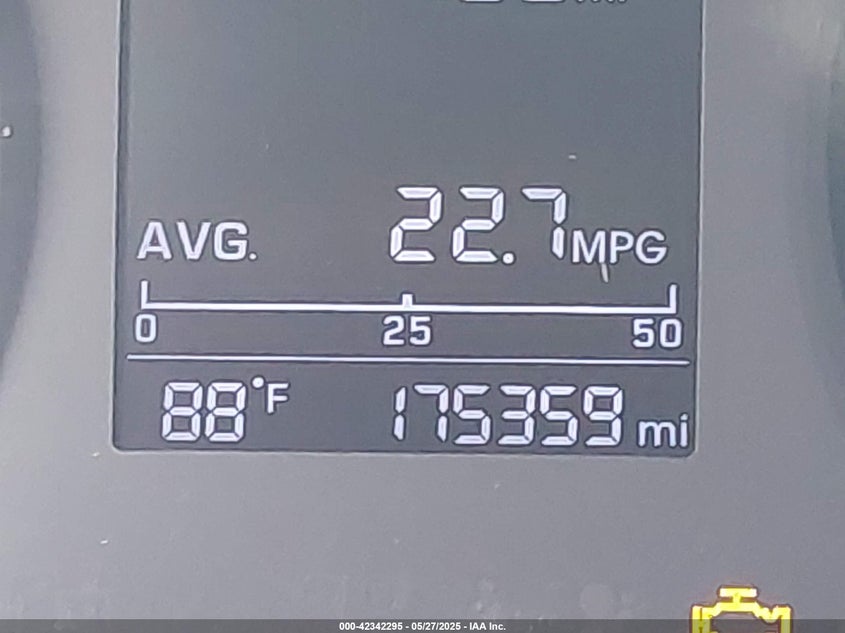 AVG. 22.7 MPG
0 25 50
88°F 175359 mi
000-42342295 - 05/27/2025 - IAA Inc.